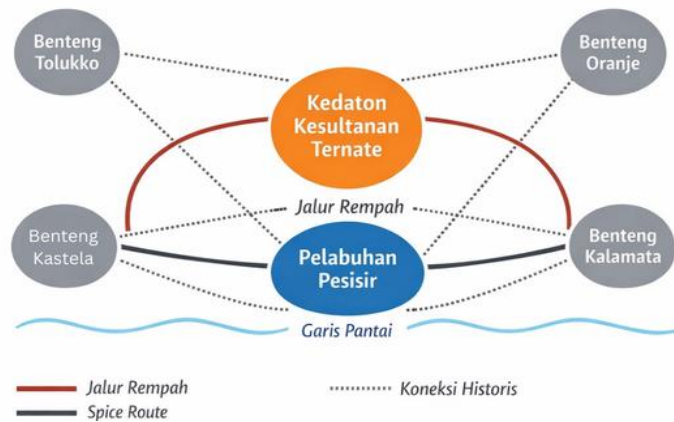 Benteng
Tolukko
Benteng
Oranje
Kedaton
Kesultanan
Ternate
Jalur Rempah
Benteng
Kastela
Pelabuhan
Pesisir
Benteng
Kalamata
Garis Pantai
Jalur Rempah
Koneksi Historis
Spice Route